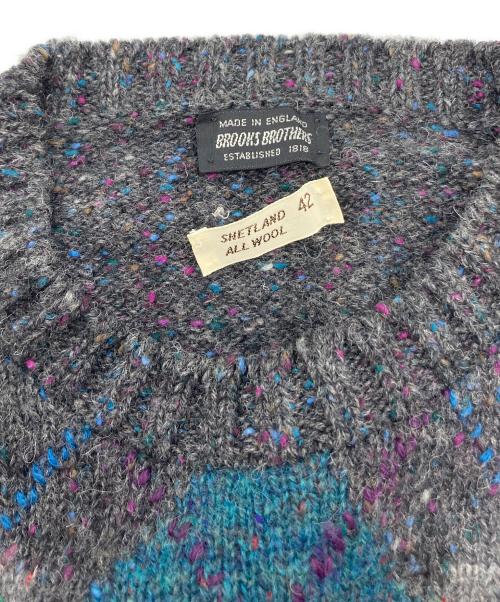 MADE IN ENGLAND
BROOKS BROTHERS
ESTABLISHED 1818
SHETLAND 42
ALL WOOL